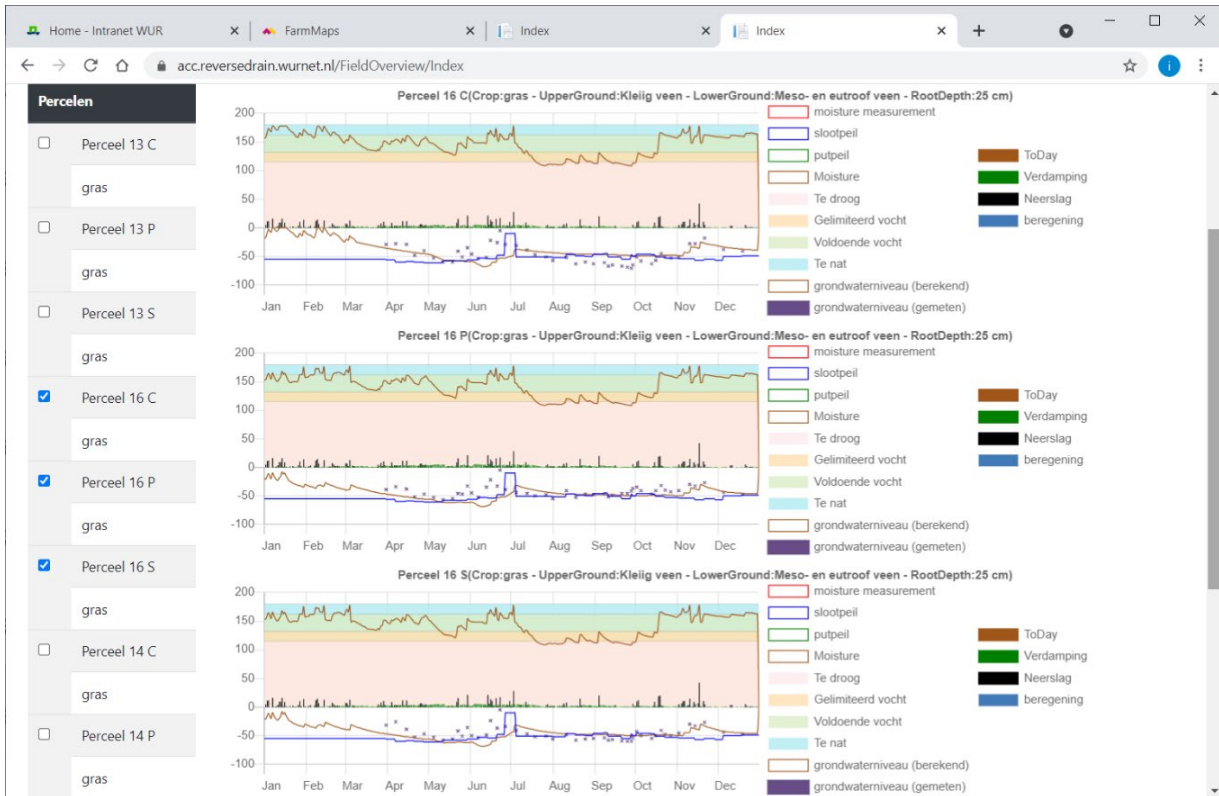 Home - Intranet WUR
FarmMaps
Index
Index
acc.reversedrain.wurnet.nl/FieldOverview/Index
i
Percelen
Perceel 13 C
gras
Perceel 13 P
gras
Perceel 13 S
gras
Perceel 16 C
gras
Perceel 16 P
gras
Perceel 16 S
gras
Perceel 14 C
gras
Perceel 14 P
gras
Perceel 16 C(Crop:gras - UpperGround:Kleiig veen - LowerGround:Meso- en eutroof veen - RootDepth:25 cm)
200
150
100
50
0
-50
-100
Jan Feb Mar Apr May Jun Jul Aug Sep Oct Nov Dec
moisture measurement
slootpeil
putpeil ToDay
Moisture Verdamping
Te droog Neerslag
Gelimiteerd vocht beregening
Voldoende vocht
Te nat
grondwaterniveau (berekend)
grondwaterniveau (gemeten)
Perceel 16 P(Crop:gras - UpperGround:Kleiig veen - LowerGround:Meso- en eutroof veen - RootDepth:25 cm)
200
150
100
50
0
-50
-100
Jan Feb Mar Apr May Jun Jul Aug Sep Oct Nov Dec
moisture measurement
slootpeil
putpeil ToDay
Moisture Verdamping
Te droog Neerslag
Gelimiteerd vocht beregening
Voldoende vocht
Te nat
grondwaterniveau (berekend)
grondwaterniveau (gemeten)
Perceel 16 S(Crop:gras - UpperGround:Kleiig veen - LowerGround:Meso- en eutroof veen - RootDepth:25 cm)
200
150
100
50
0
-50
-100
Jan Feb Mar Apr May Jun Jul Aug Sep Oct Nov Dec
moisture measurement
slootpeil
putpeil ToDay
Moisture Verdamping
Te droog Neerslag
Gelimiteerd vocht beregening
Voldoende vocht
Te nat
grondwaterniveau (berekend)
grondwaterniveau (gemeten)